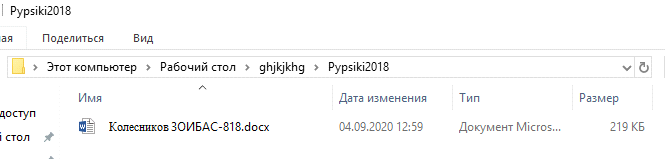 Pypsiki2018
ная Поделиться Вид
Этот компьютер Рабочий стол ghjkjkhg Pypsiki2018
Имя Дата изменения Тип Размер
доступ
Колесников ЗОИБАС-818.docx 04.09.2020 12:59 Документ Micros... 219 КБ
й стол